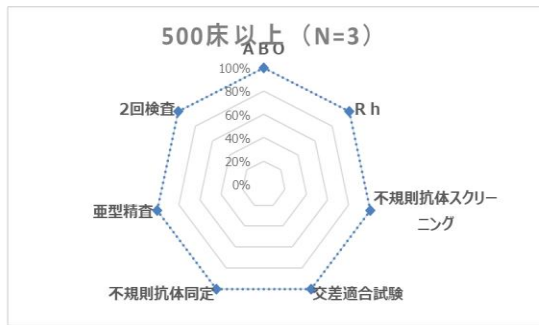 500床以上（N=3）
ＡＢＯ
100%
80%
60%
40%
20%
0%
Ｒｈ
不規則抗体スクリー
ニング
交差適合試験
不規則抗体同定
亜型精査
2回検査